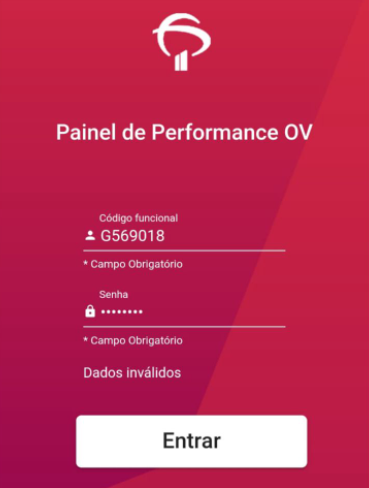 Painel de Performance OV
Código funcional
G569018
* Campo Obrigatório
Senha
••••••••
* Campo Obrigatório
Dados inválidos
Entrar